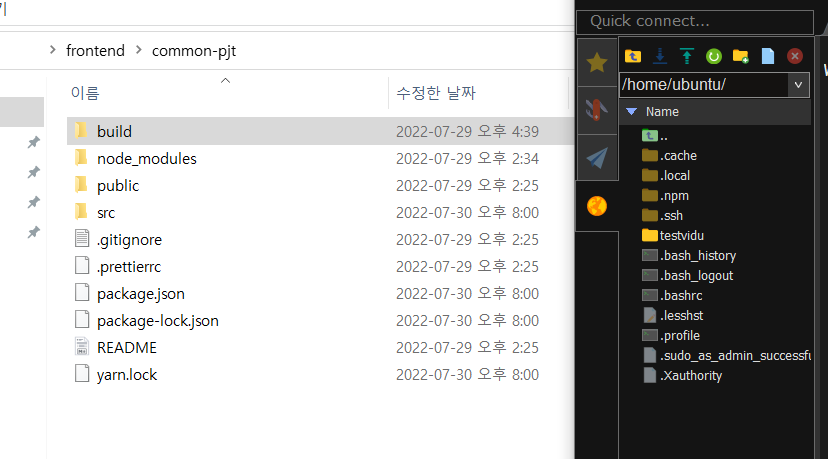 frontend > common-pjt
이름 수정한 날짜
build 2022-07-29 오후 4:39
node_modules 2022-07-29 오후 2:34
public 2022-07-29 오후 2:25
src 2022-07-30 오후 8:00
.gitignore 2022-07-29 오후 2:25
.prettierrc 2022-07-29 오후 2:25
package.json 2022-07-30 오후 8:00
package-lock.json 2022-07-30 오후 8:00
README 2022-07-29 오후 2:25
yarn.lock 2022-07-30 오후 8:00
Quick connect...
/home/ubuntu/
Name
..
.cache
.local
.npm
.ssh
testvidu
.bash_history
.bash_logout
.bashrc
.lesshst
.profile
.sudo_as_admin_successfu
.Xauthority